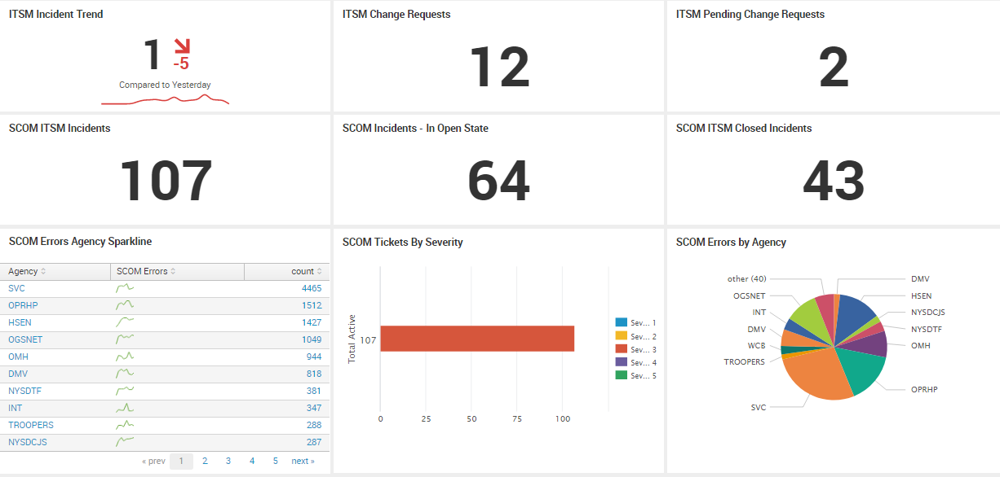 ITSM Incident Trend
1
-5
Compared to Yesterday
ITSM Change Requests
12
ITSM Pending Change Requests
2
SCOM ITSM Incidents
107
SCOM Incidents - In Open State
64
SCOM ITSM Closed Incidents
43
SCOM Errors Agency Sparkline
Agency SCOM Errors count
SVC 4465
OPRHP 1512
HSEN 1427
OGSNET 1049
OMH 944
DMV 818
NYSDTF 381
INT 347
TROOPERS 288
NYSDCJS 287
« prev 1 2 3 4 5 next »
SCOM Tickets By Severity
Total Active
107
0 25 50 75 100
Sev... 1
Sev... 2
Sev... 3
Sev... 4
Sev... 5
SCOM Errors by Agency
other (40)
OGSNET
INT
DMV
WCB
TROOPERS
SVC
DMV
HSEN
NYSDCJS
NYSDTF
OMH
OPRHP